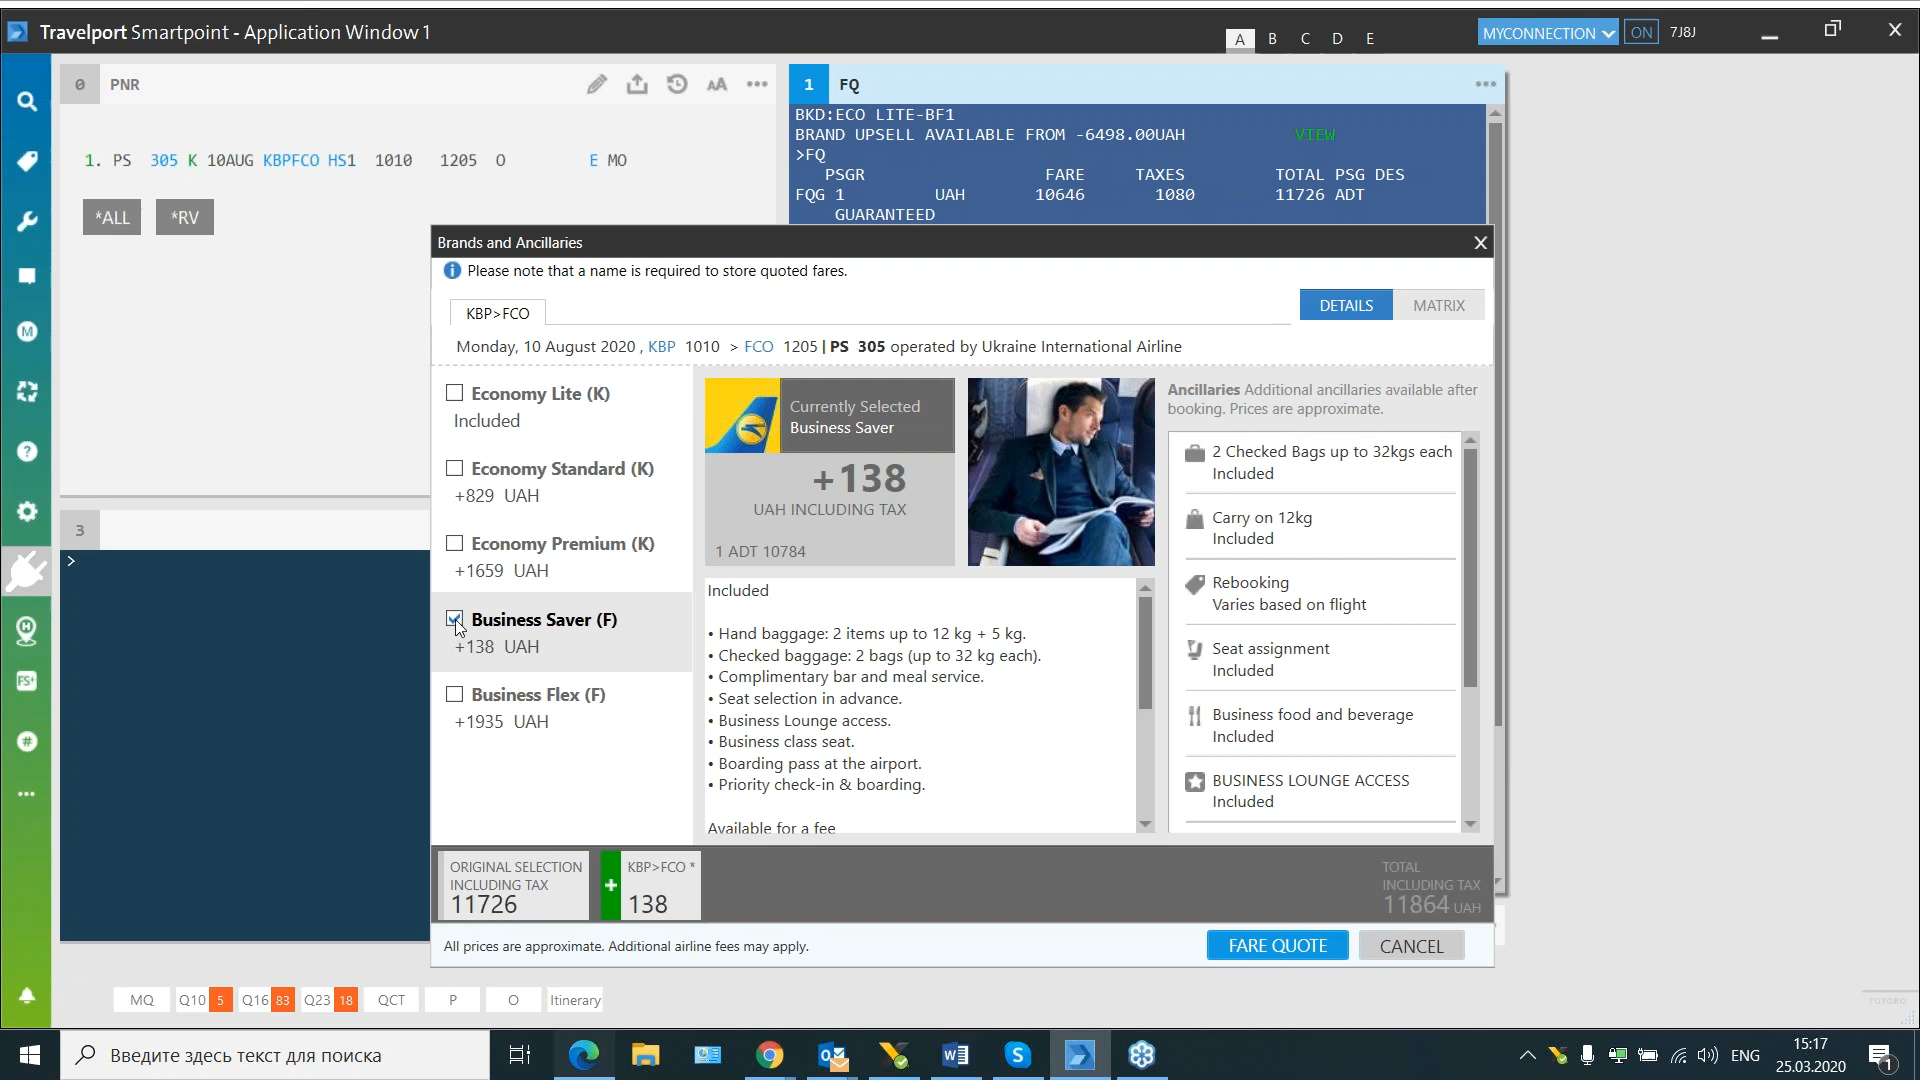 Travelport Smartpoint - Application Window 1
A B C D E
MYCONNECTION ON 7J8J
0 PNR
AA
1 FQ
BKD:ECO LITE-BF1
BRAND UPSELL AVAILABLE FROM -6498.00UAH VIEW
>FQ
PSGR FARE TAXES TOTAL PSG DES
FQG 1 UAH 10646 1080 11726 ADT
GUARANTEED
1. PS 305 K 10AUG KBPFCO HS1 1010 1205 O E MO
*ALL *RV
3
>
M
?
H
FS+
#
Brands and Ancillaries X
Please note that a name is required to store quoted fares.
KBP>FCO
DETAILS MATRIX
Monday, 10 August 2020 , KBP 1010 > FCO 1205 | PS 305 operated by Ukraine International Airline
Economy Lite (K)
Included
Economy Standard (K)
+829 UAH
Economy Premium (K)
+1659 UAH
Business Saver (F)
+138 UAH
Business Flex (F)
+1935 UAH
Currently Selected
Business Saver
+138
UAH INCLUDING TAX
1 ADT 10784
Included
• Hand baggage: 2 items up to 12 kg + 5 kg.
• Checked baggage: 2 bags (up to 32 kg each).
• Complimentary bar and meal service.
• Seat selection in advance.
• Business Lounge access.
• Business class seat.
• Boarding pass at the airport.
• Priority check-in & boarding.
Available for a fee
Ancillaries Additional ancillaries available after
booking. Prices are approximate.
2 Checked Bags up to 32kgs each
Included
Carry on 12kg
Included
Rebooking
Varies based on flight
Seat assignment
Included
Business food and beverage
Included
BUSINESS LOUNGE ACCESS
Included
ORIGINAL SELECTION
INCLUDING TAX
11726
+
KBP>FCO *
138
TOTAL
INCLUDING TAX
11864 UAH
All prices are approximate. Additional airline fees may apply.
FARE QUOTE CANCEL
MQ Q10 5 Q16 83 Q23 18 QCT P O Itinerary
Введите здесь текст для поиска
ENG
15:17
25.03.2020
1